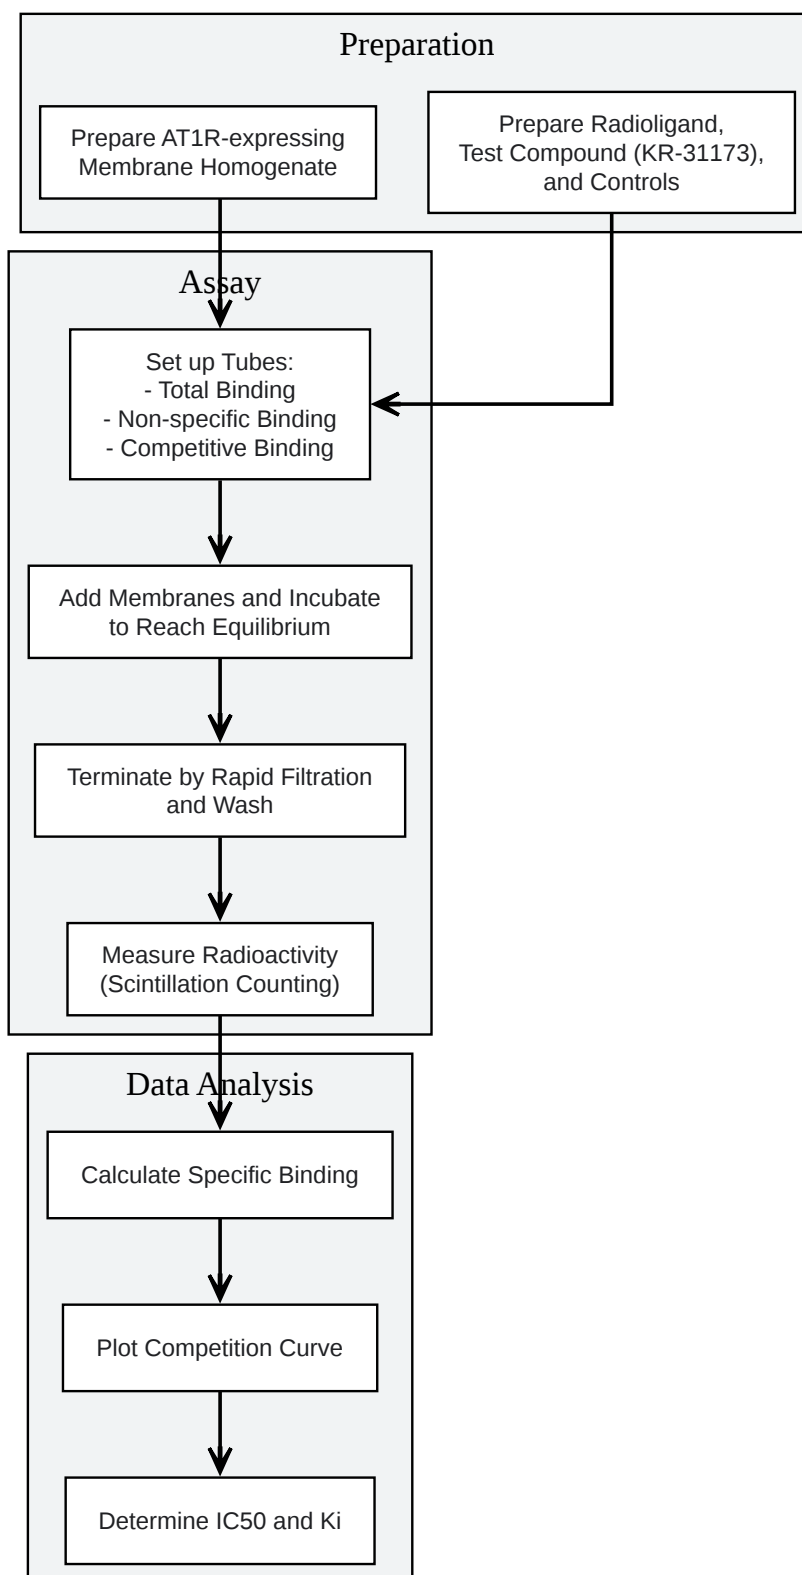 Preparation
Prepare AT1R-expressing
Membrane Homogenate
Prepare Radioligand,
Test Compound (KR-31173),
and Controls
Assay
Set up Tubes:
- Total Binding
- Non-specific Binding
- Competitive Binding
Add Membranes and Incubate
to Reach Equilibrium
Terminate by Rapid Filtration
and Wash
Measure Radioactivity
(Scintillation Counting)
Data Analysis
Calculate Specific Binding
Plot Competition Curve
Determine IC50 and Ki